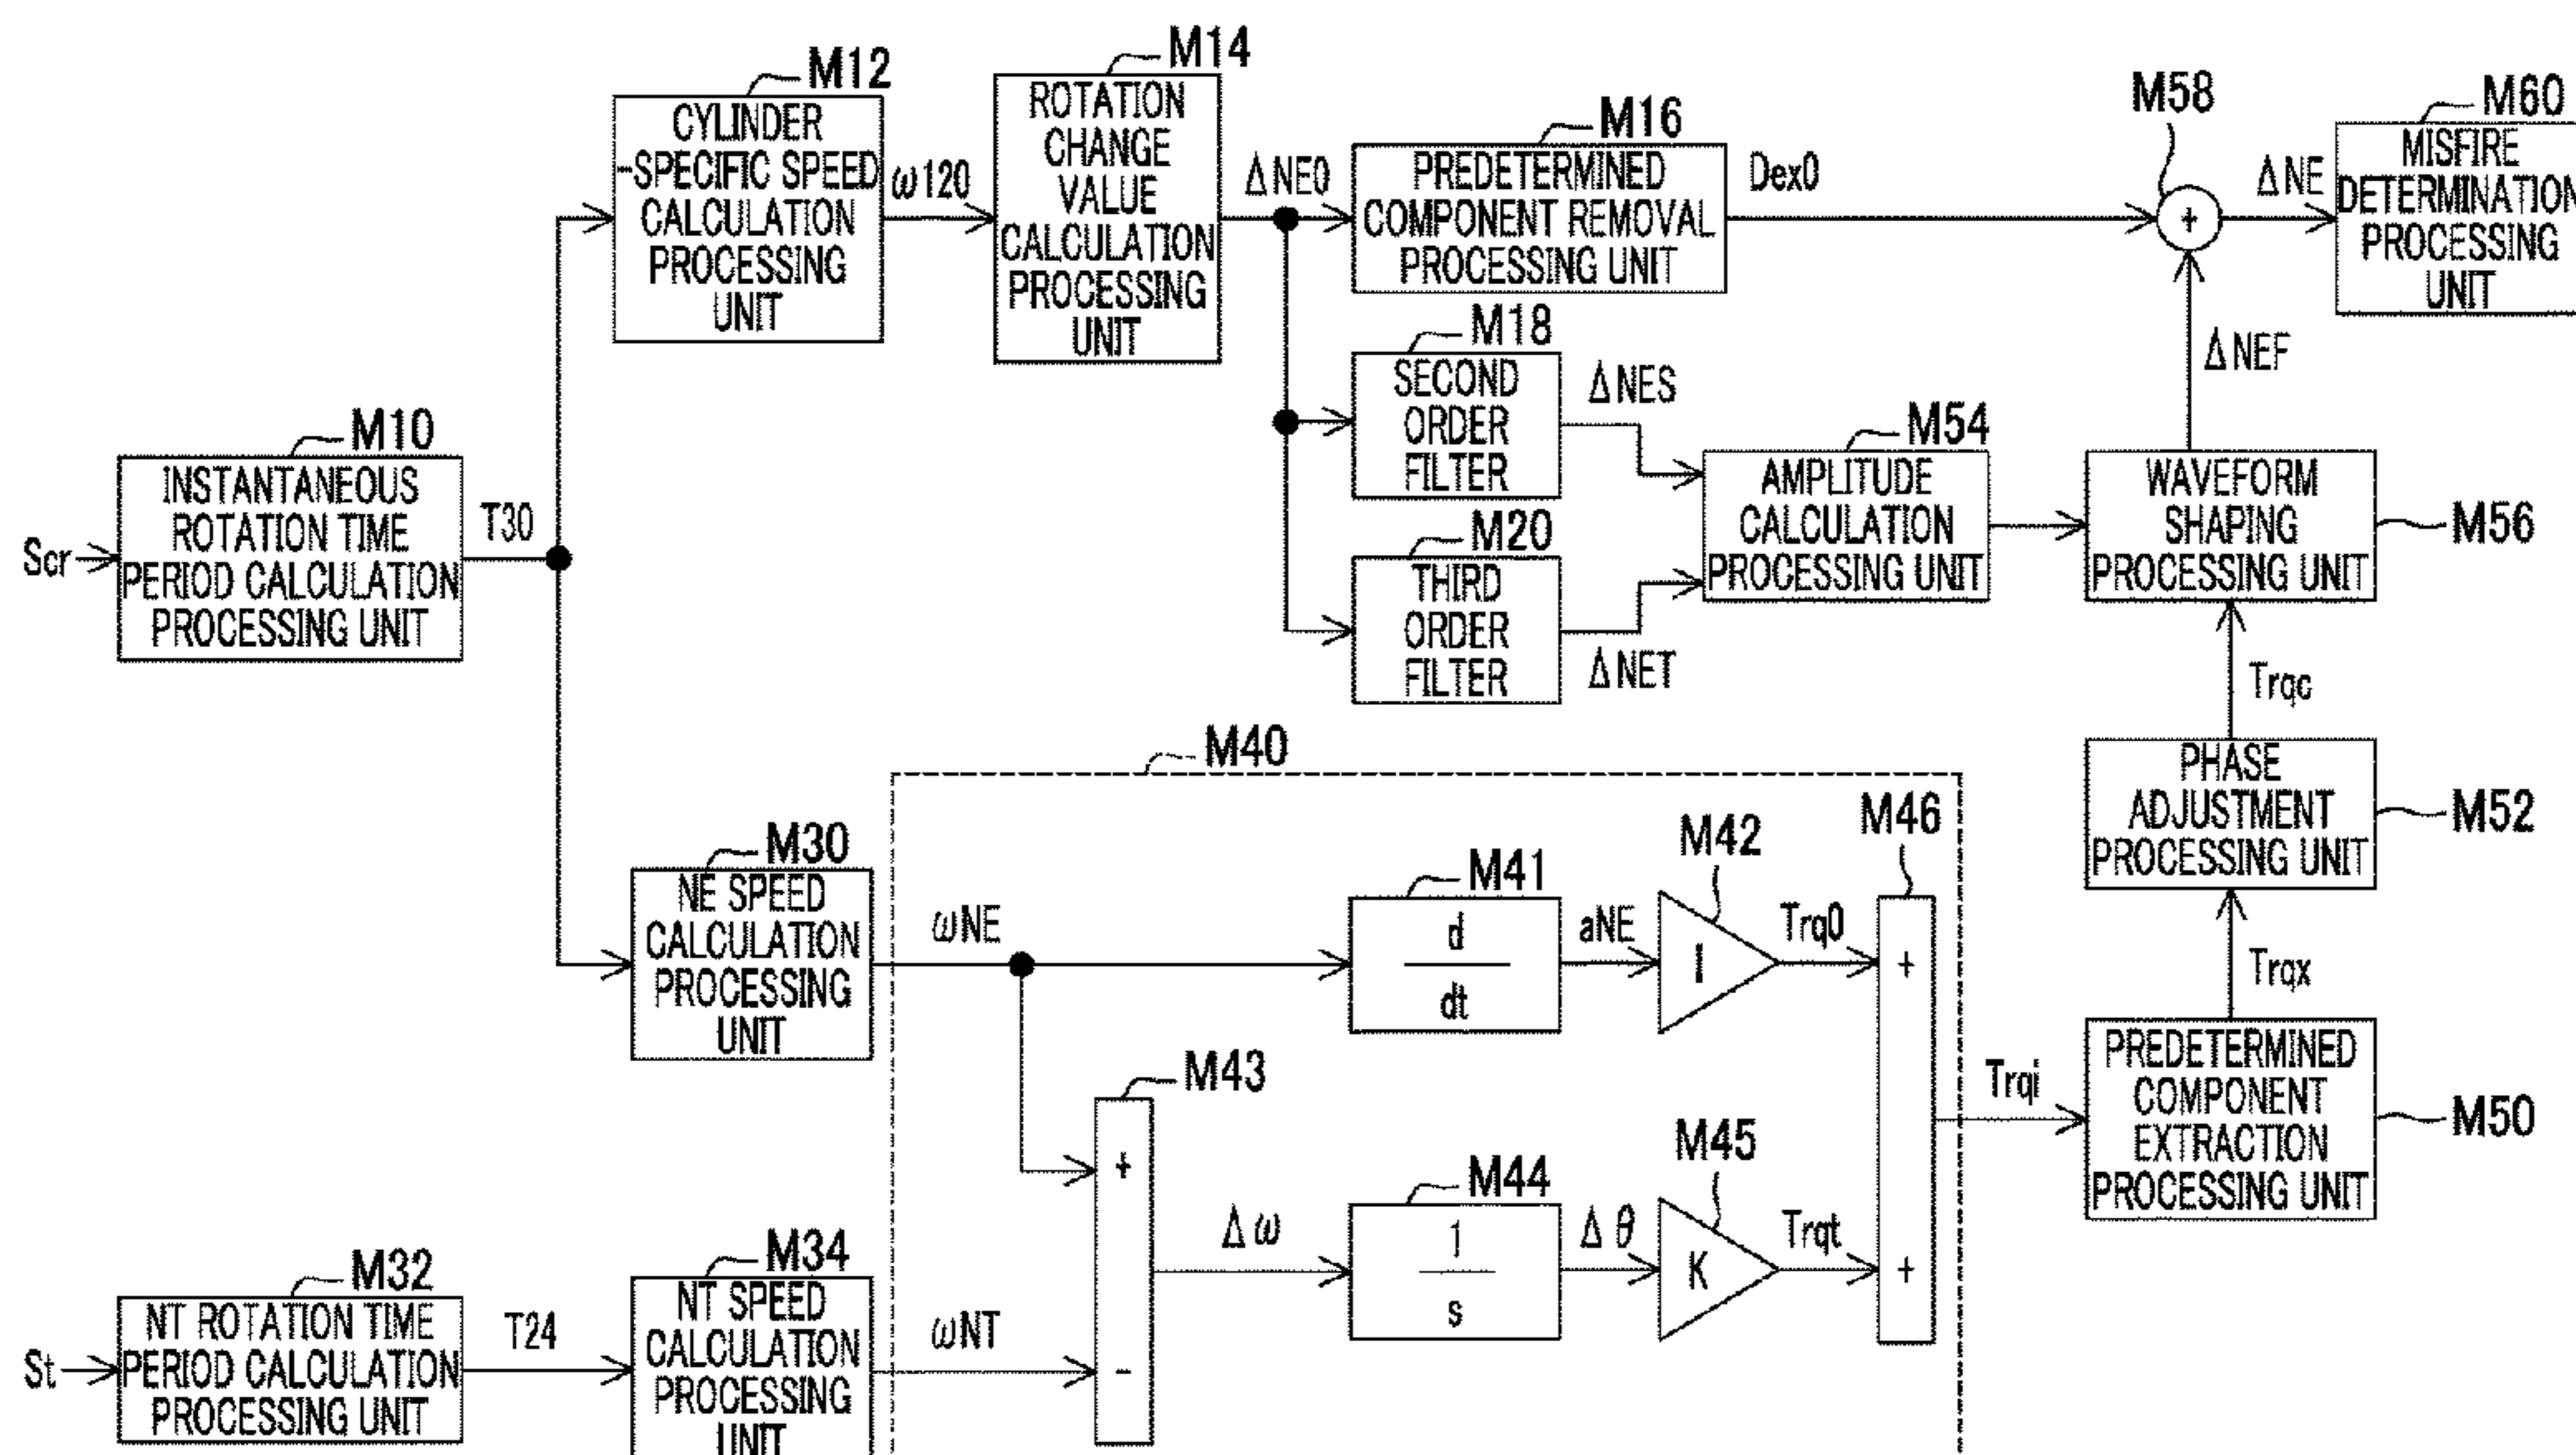 M12
CYLINDER
-SPECIFIC SPEED
CALCULATION
PROCESSING
UNIT
ω120
M14
ROTATION
CHANGE
VALUE
CALCULATION
PROCESSING
UNIT
ΔNE0
M16
PREDETERMINED
COMPONENT REMOVAL
PROCESSING UNIT
Dex0
M58
+
ΔNE
M60
MISFIRE
DETERMINATION
PROCESSING
UNIT
M18
SECOND
ORDER
FILTER
ΔNES
ΔNEF
M10
INSTANTANEOUS
ROTATION TIME
PERIOD CALCULATION
PROCESSING UNIT
Scr
T30
M20
THIRD
ORDER
FILTER
ΔNET
M54
AMPLITUDE
CALCULATION
PROCESSING UNIT
WAVEFORM
SHAPING
PROCESSING UNIT
M56
Trqc
PHASE
ADJUSTMENT
PROCESSING UNIT
M52
Trqx
M40
M30
NE SPEED
CALCULATION
PROCESSING
UNIT
ωNE
M41
d
dt
aNE
M42
I
Trq0
M46
+
+
M43
+
-
Δω
M44
1
s
Δθ
M45
K
Trqt
Trqi
PREDETERMINED
COMPONENT
EXTRACTION
PROCESSING UNIT
M50
M32
NT ROTATION TIME
PERIOD CALCULATION
PROCESSING UNIT
St
T24
M34
NT SPEED
CALCULATION
PROCESSING
UNIT
ωNT